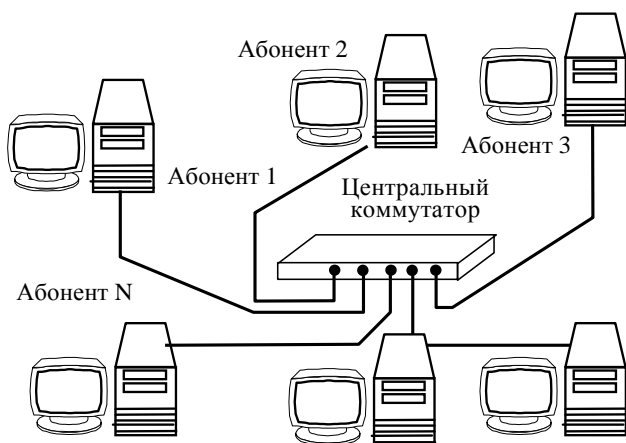 Абонент 2
Абонент 3
Абонент 1
Центральный
коммутатор
Абонент N